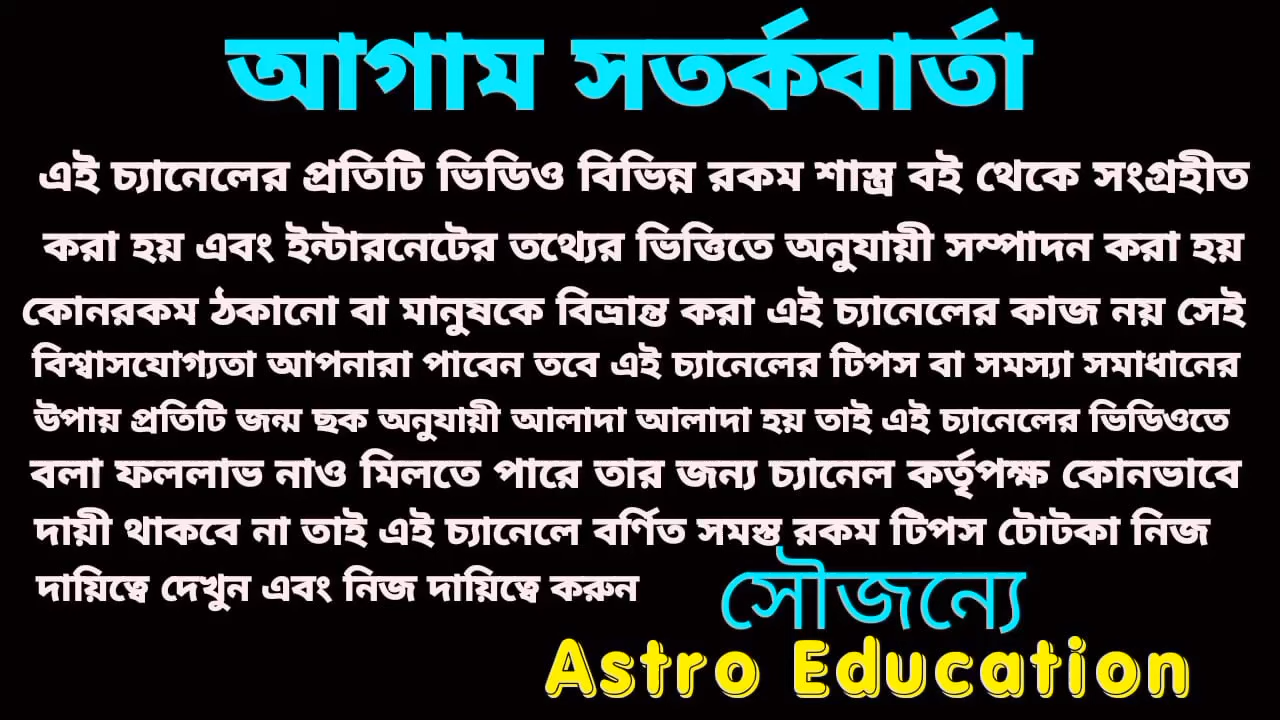 আগাম সতর্কবার্তা
এই চ্যানেলের প্রতিটি ভিডিও বিভিন্ন রকম শাস্ত্র বই থেকে সংগ্রহীত
করা হয় এবং ইন্টারনেটের তথ্যের ভিত্তিতে অনুযায়ী সম্পাদন করা হয়
কোনরকম ঠকানো বা মানুষকে বিভ্রান্ত করা এই চ্যানেলের কাজ নয় সেই
বিশ্বাসযোগ্যতা আপনারা পাবেন তবে এই চ্যানেলের টিপস বা সমস্যা সমাধানের
উপায় প্রতিটি জন্ম ছক অনুযায়ী আলাদা আলাদা হয় তাই এই চ্যানেলের ভিডিওতে
বলা ফললাভ নাও মিলতে পারে তার জন্য চ্যানেল কর্তৃপক্ষ কোনভাবে
দায়ী থাকবে না তাই এই চ্যানেলে বর্ণিত সমস্ত রকম টিপস টোটকা নিজ
দায়িত্বে দেখুন এবং নিজ দায়িত্বে করুন
সৌজন্যে
Astro Education